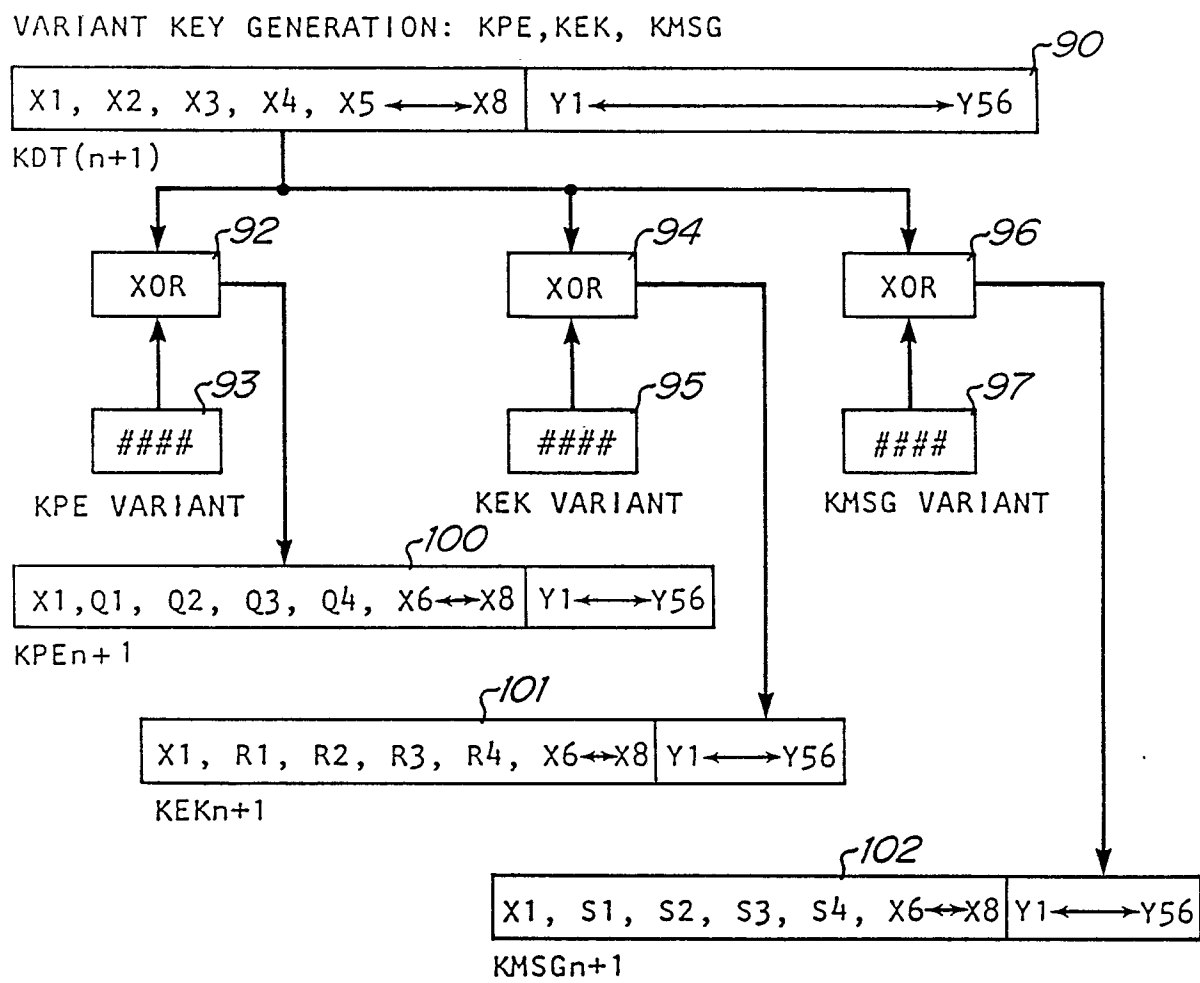 VARIANT KEY GENERATION: KPE,KEK, KMSG
90
X1, X2, X3, X4, X5 X8 Y1 Y56
KDT(n+1)
92 94 96
XOR XOR XOR
93 95 97
#### #### ####
KPE VARIANT KEK VARIANT KMSG VARIANT
100
X1,Q1, Q2, Q3, Q4, X6 X8 Y1 Y56
KPEn+1
101
X1, R1, R2, R3, R4, X6 X8 Y1 Y56
KEKn+1
102
X1, S1, S2, S3, S4, X6 X8 Y1 Y56
KMSGn+1